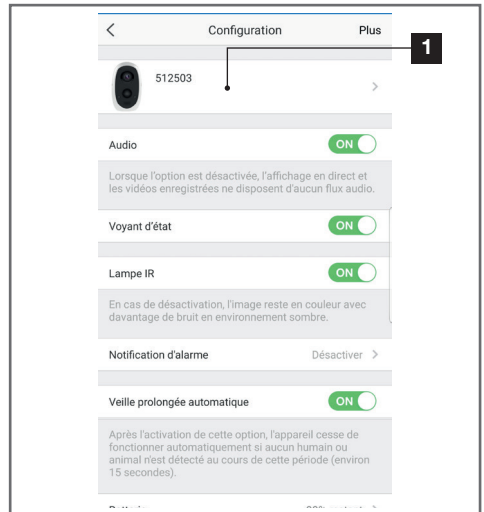 Configuration
Plus
1
512503
Audio
ON
Lorsque l'option est désactivée, l'affichage en direct et
les vidéos enregistrées ne disposent d'aucun flux audio.
Voyant d'état
ON
Lampe IR
ON
En cas de désactivation, l'image reste en couleur avec
davantage de bruit en environnement sombre.
Notification d'alarme
Désactiver
Veille prolongée automatique
ON
Après l'activation de cette option, l'appareil cesse de
fonctionner automatiquement si aucun humain ou
animal n'est détecté au cours de cette période (environ
15 secondes).